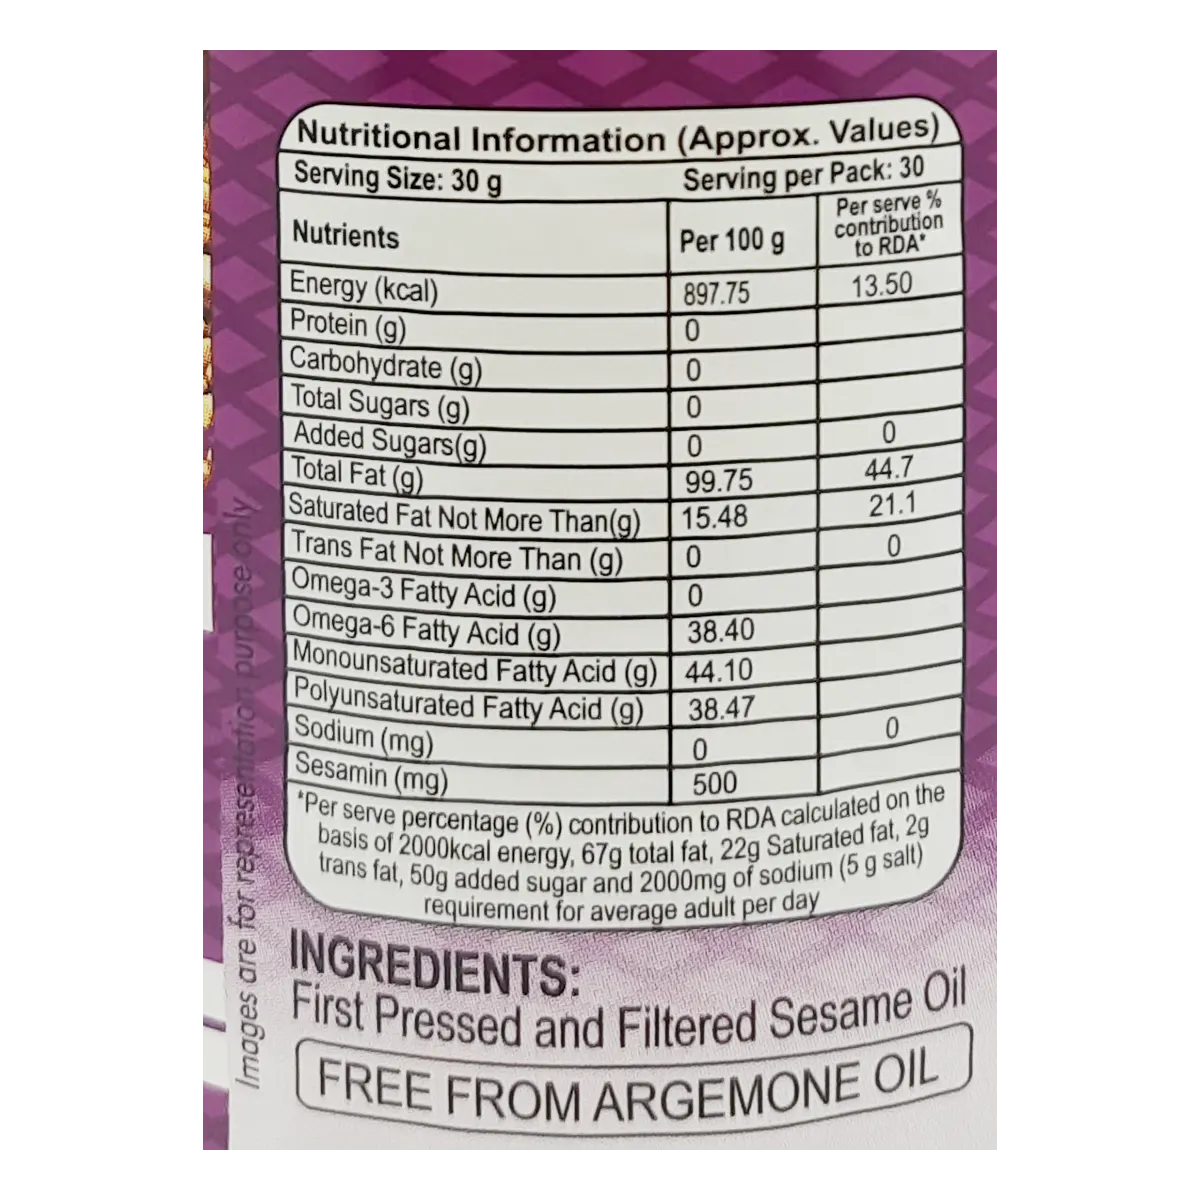 Nutritional Information (Approx. Values)
Serving Size: 30 g Serving per Pack: 30
Nutrients Per 100 g Per serve % contribution to RDA*
Energy (kcal) 897.75 13.50
Protein (g) 0
Carbohydrate (g) 0
Total Sugars (g) 0
Added Sugars(g) 0 0
Total Fat (g) 99.75 44.7
Saturated Fat Not More Than(g) 15.48 21.1
Trans Fat Not More Than (g) 0 0
Omega-3 Fatty Acid (g) 0
Omega-6 Fatty Acid (g) 38.40
Monounsaturated Fatty Acid (g) 44.10
Polyunsaturated Fatty Acid (g) 38.47
Sodium (mg) 0 0
Sesamin (mg) 500
*Per serve percentage (%) contribution to RDA calculated on the
basis of 2000kcal energy, 67g total fat, 22g Saturated fat, 2g
trans fat, 50g added sugar and 2000mg of sodium (5 g salt)
requirement for average adult per day
INGREDIENTS:
First Pressed and Filtered Sesame Oil
FREE FROM ARGEMONE OIL
Images are for representation purpose only